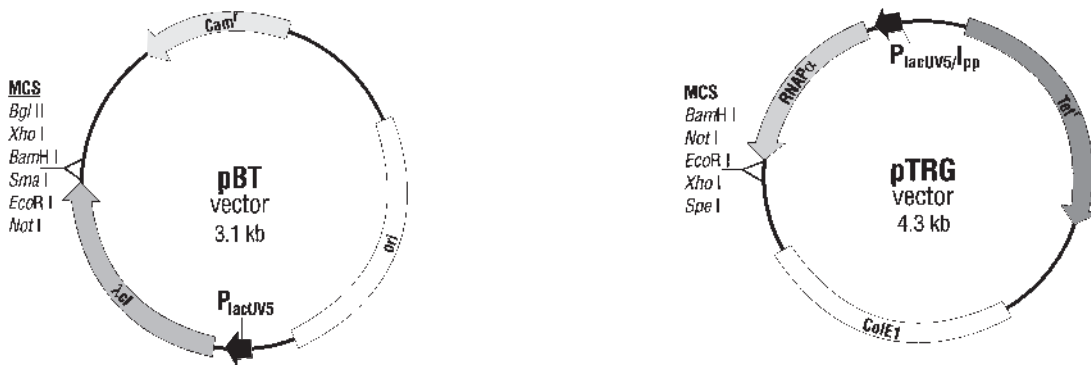 Camʳ
MCS
Bgl II
Xho I
BamH I
Sma I
EcoR I
Not I
pBT
vector
3.1 kb
ori
λcI
PlacUV5
PlacUV5/Ipp
RNAPα
Tetʳ
MCS
BamH I
Not I
EcoR I
Xho I
Spe I
pTRG
vector
4.3 kb
ColE1